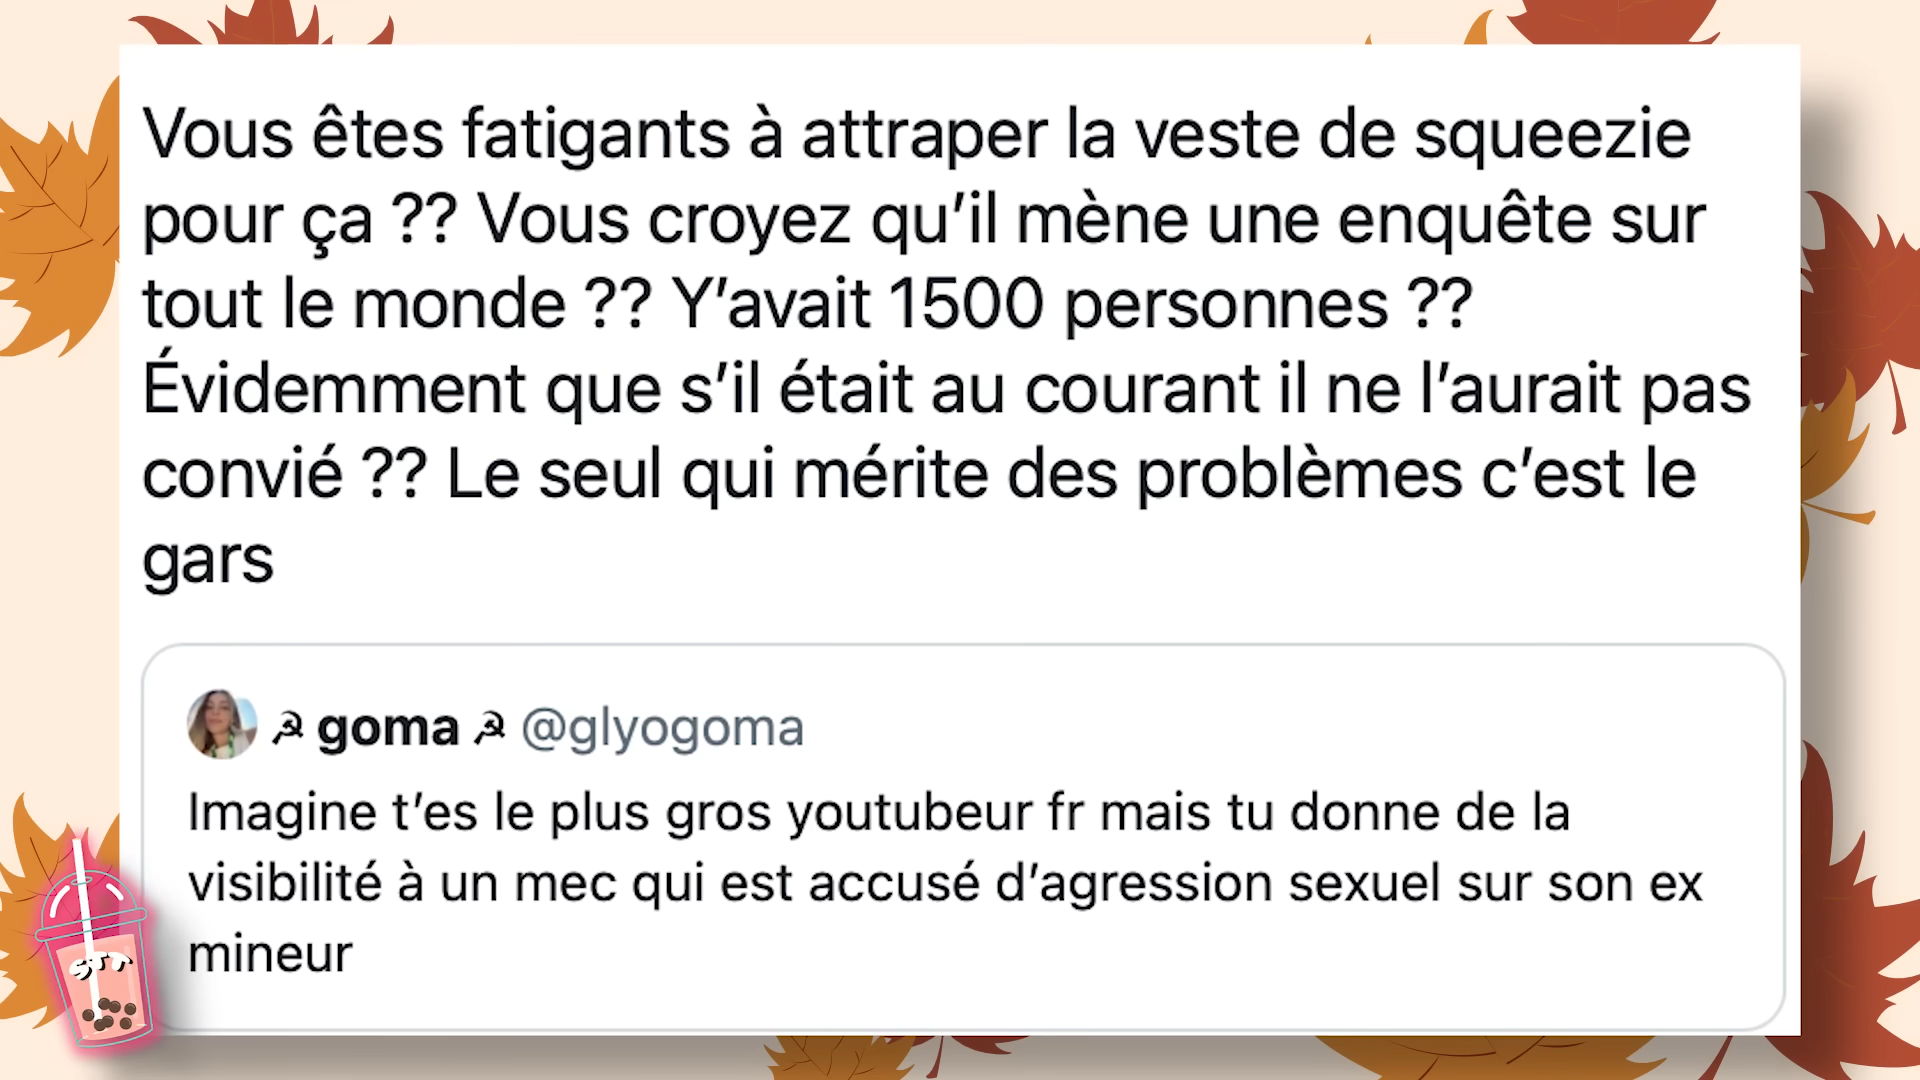 Vous êtes fatigants à attraper la veste de squeezie
pour ça ?? Vous croyez qu’il mène une enquête sur
tout le monde ?? Y’avait 1500 personnes ??
Évidemment que s’il était au courant il ne l’aurait pas
convié ?? Le seul qui mérite des problèmes c’est le
gars
☭ goma ☭ @glyogoma
Imagine t’es le plus gros youtubeur fr mais tu donne de la
visibilité à un mec qui est accusé d’agression sexuel sur son ex
mineur
STT